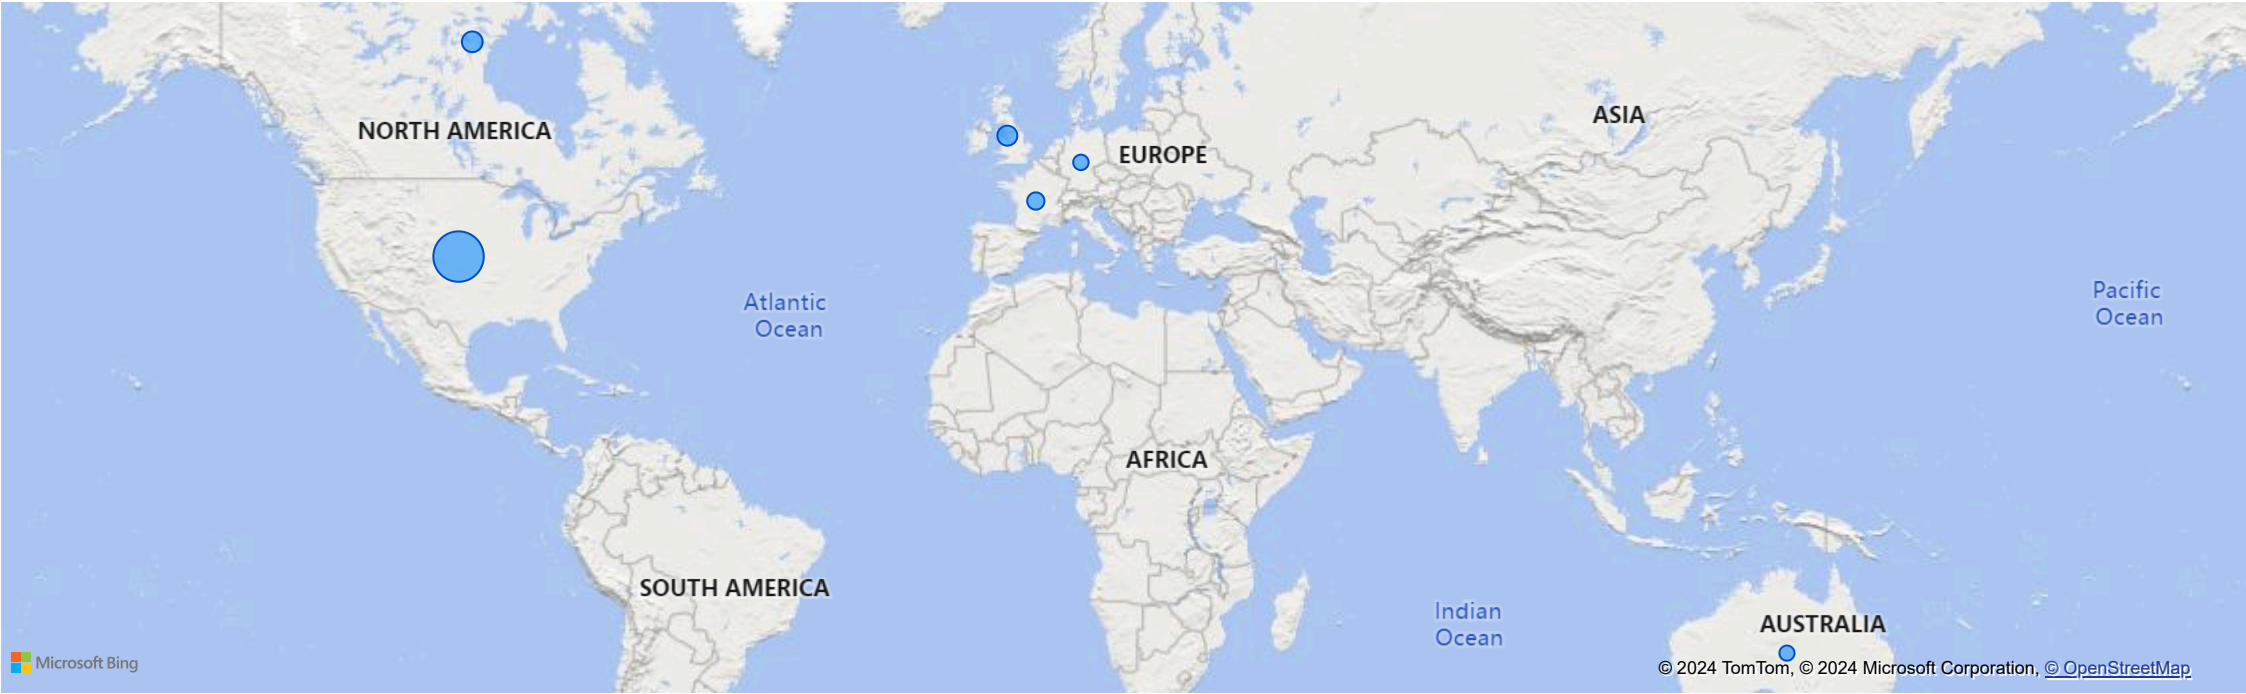 ASIA
NORTH AMERICA
EUROPE
Atlantic
Ocean
Pacific
Ocean
AFRICA
SOUTH AMERICA
Indian
Ocean
AUSTRALIA
Microsoft Bing
© 2024 TomTom, © 2024 Microsoft Corporation, © OpenStreetMap